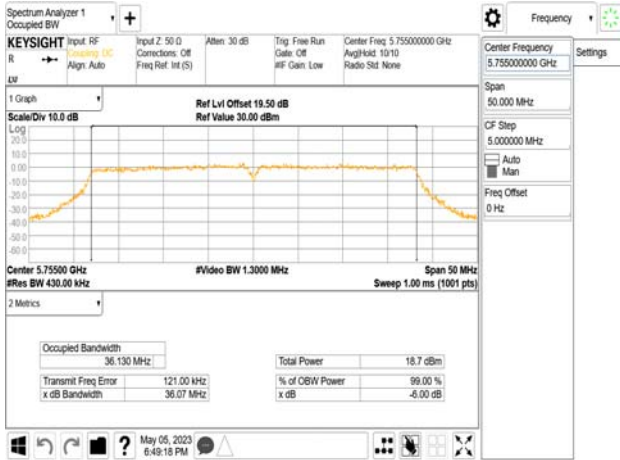 Spectrum Analyzer 1
Occupied BW
Frequency
KEYSIGHT
R
Input: RF
Coupling: DC
Align: Auto
Input Z: 50 Ω
Corrections: Off
Freq Ref: Int (S)
Atten: 30 dB
Trig: Free Run
Gate: Off
#IF Gain: Low
Center Freq: 5.755000000 GHz
Avg|Hold: 10/10
Radio Std: None
Center Frequency
5.755000000 GHz
Settings
Span
50.000 MHz
CF Step
5.000000 MHz
Auto
Man
Freq Offset
0 Hz
1 Graph
Scale/Div 10.0 dB
Ref Lvl Offset 19.50 dB
Ref Value 30.00 dBm
Log
20.0
10.0
0.00
-10.0
-20.0
-30.0
-40.0
-50.0
-60.0
Center 5.75500 GHz
#Video BW 1.3000 MHz
Span 50 MHz
#Res BW 430.00 kHz
Sweep 1.00 ms (1001 pts)
2 Metrics
Occupied Bandwidth
36.130 MHz
Total Power 18.7 dBm
Transmit Freq Error 121.00 kHz
% of OBW Power 99.00 %
x dB Bandwidth 36.07 MHz
x dB -6.00 dB
?
May 05, 2023
6:49:18 PM